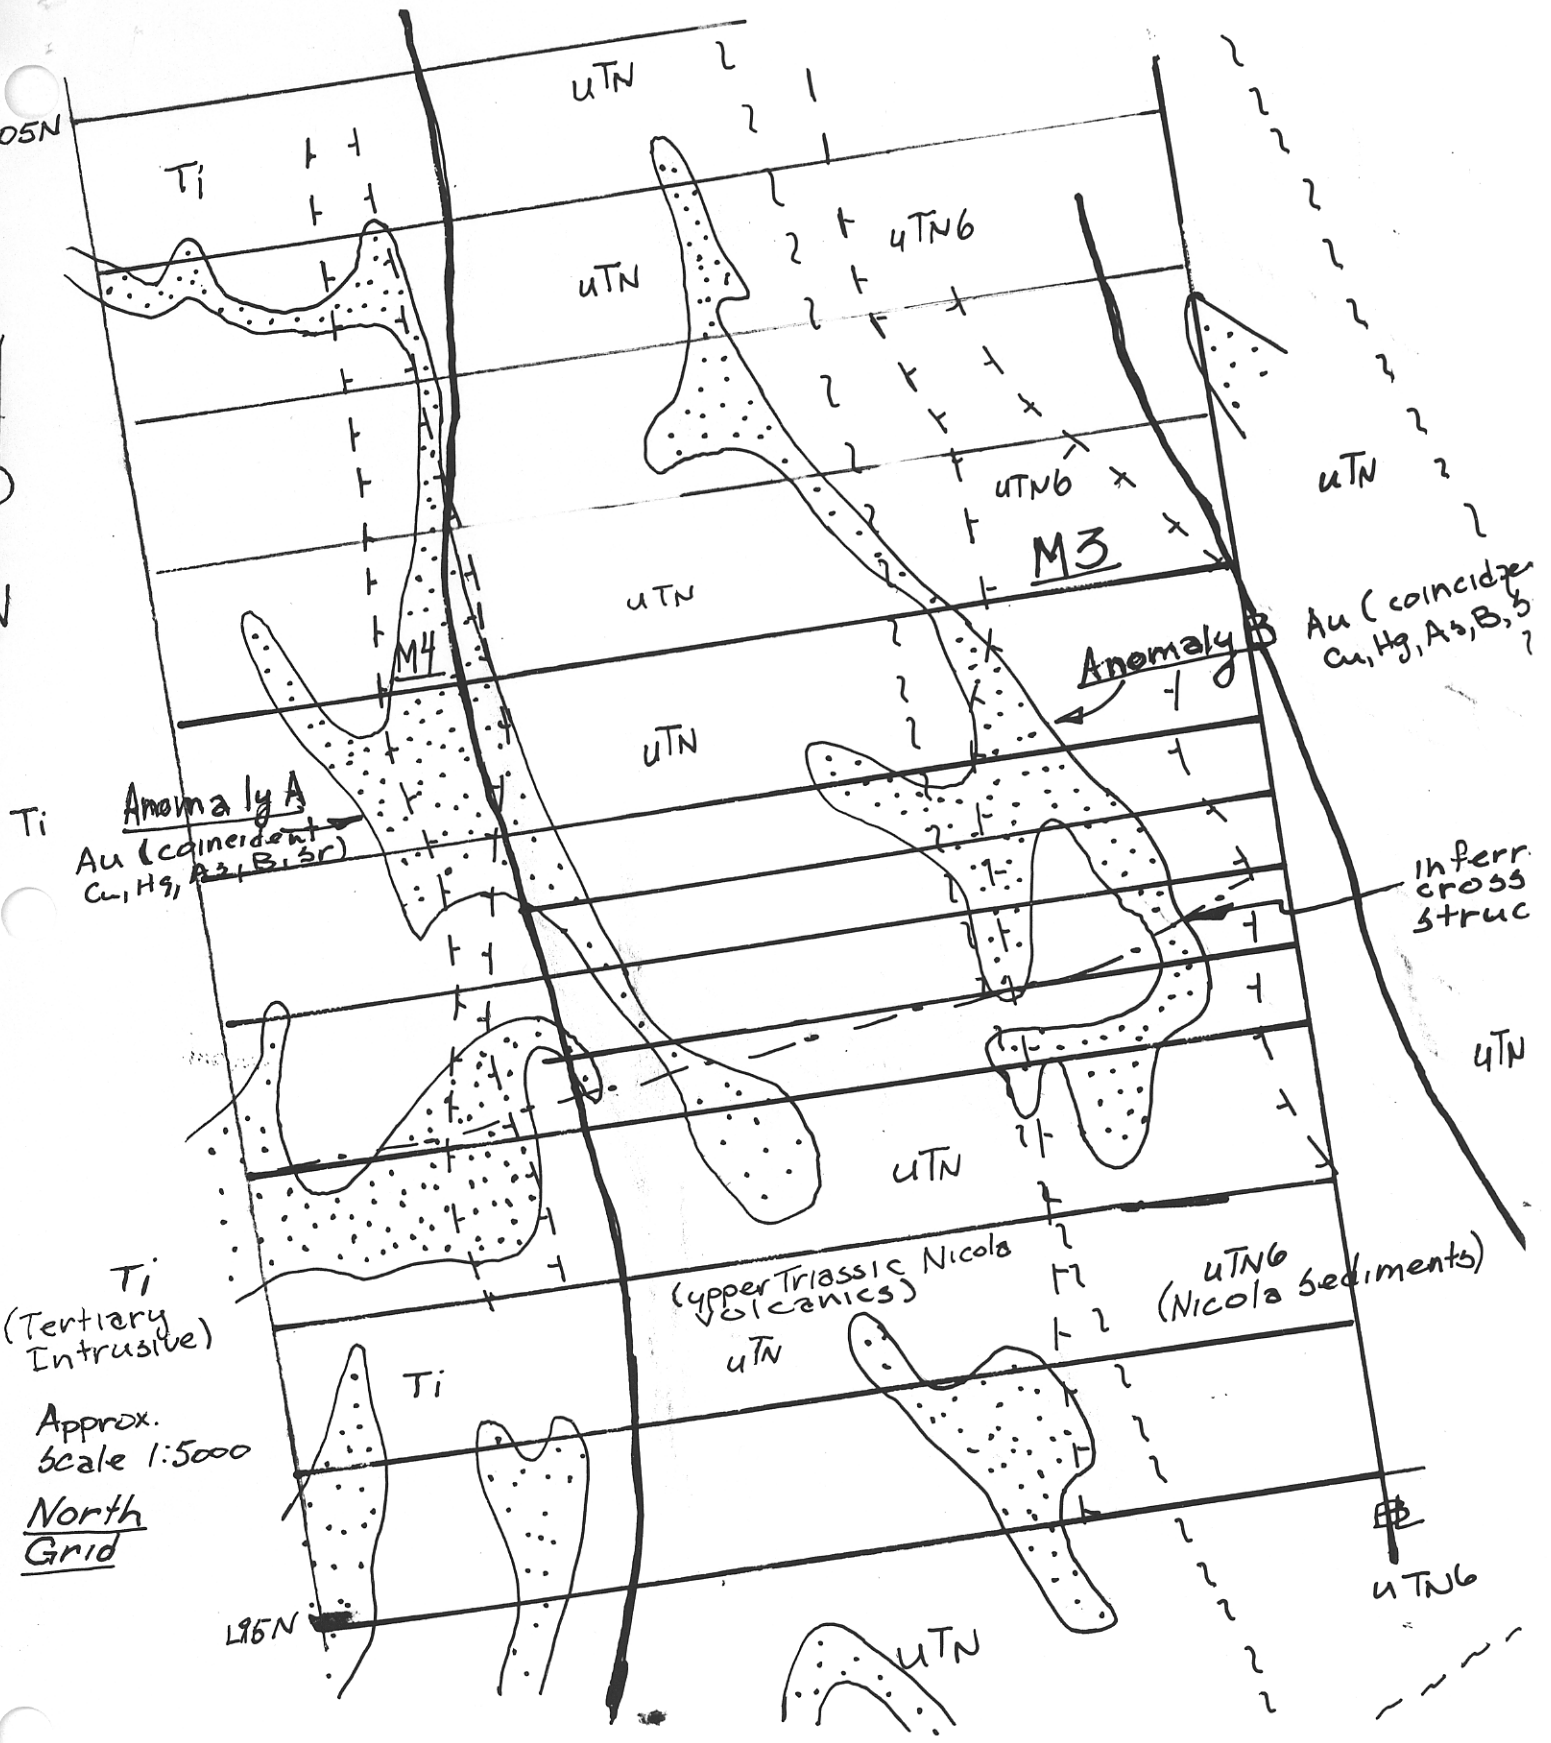 uTN
05N
Ti
uTN6
uTN
uTN
uTN6
M3
uTN
Au (coincide
Cu, Hg, As, B, S
Anomaly B
M4
uTN
Ti
Anomaly A
Au (coincident
Cu, Hg, As, B, Sr)
inferr.
cross
struc
uTN
uTN
Ti
(Tertiary
Intrusive)
(upper Triassic Nicola
Volcanics)
uTN
uTN6
(Nicola Sediments)
Ti
Approx.
Scale 1:5000
North
Grid
BL
uTN6
L95N
uTN